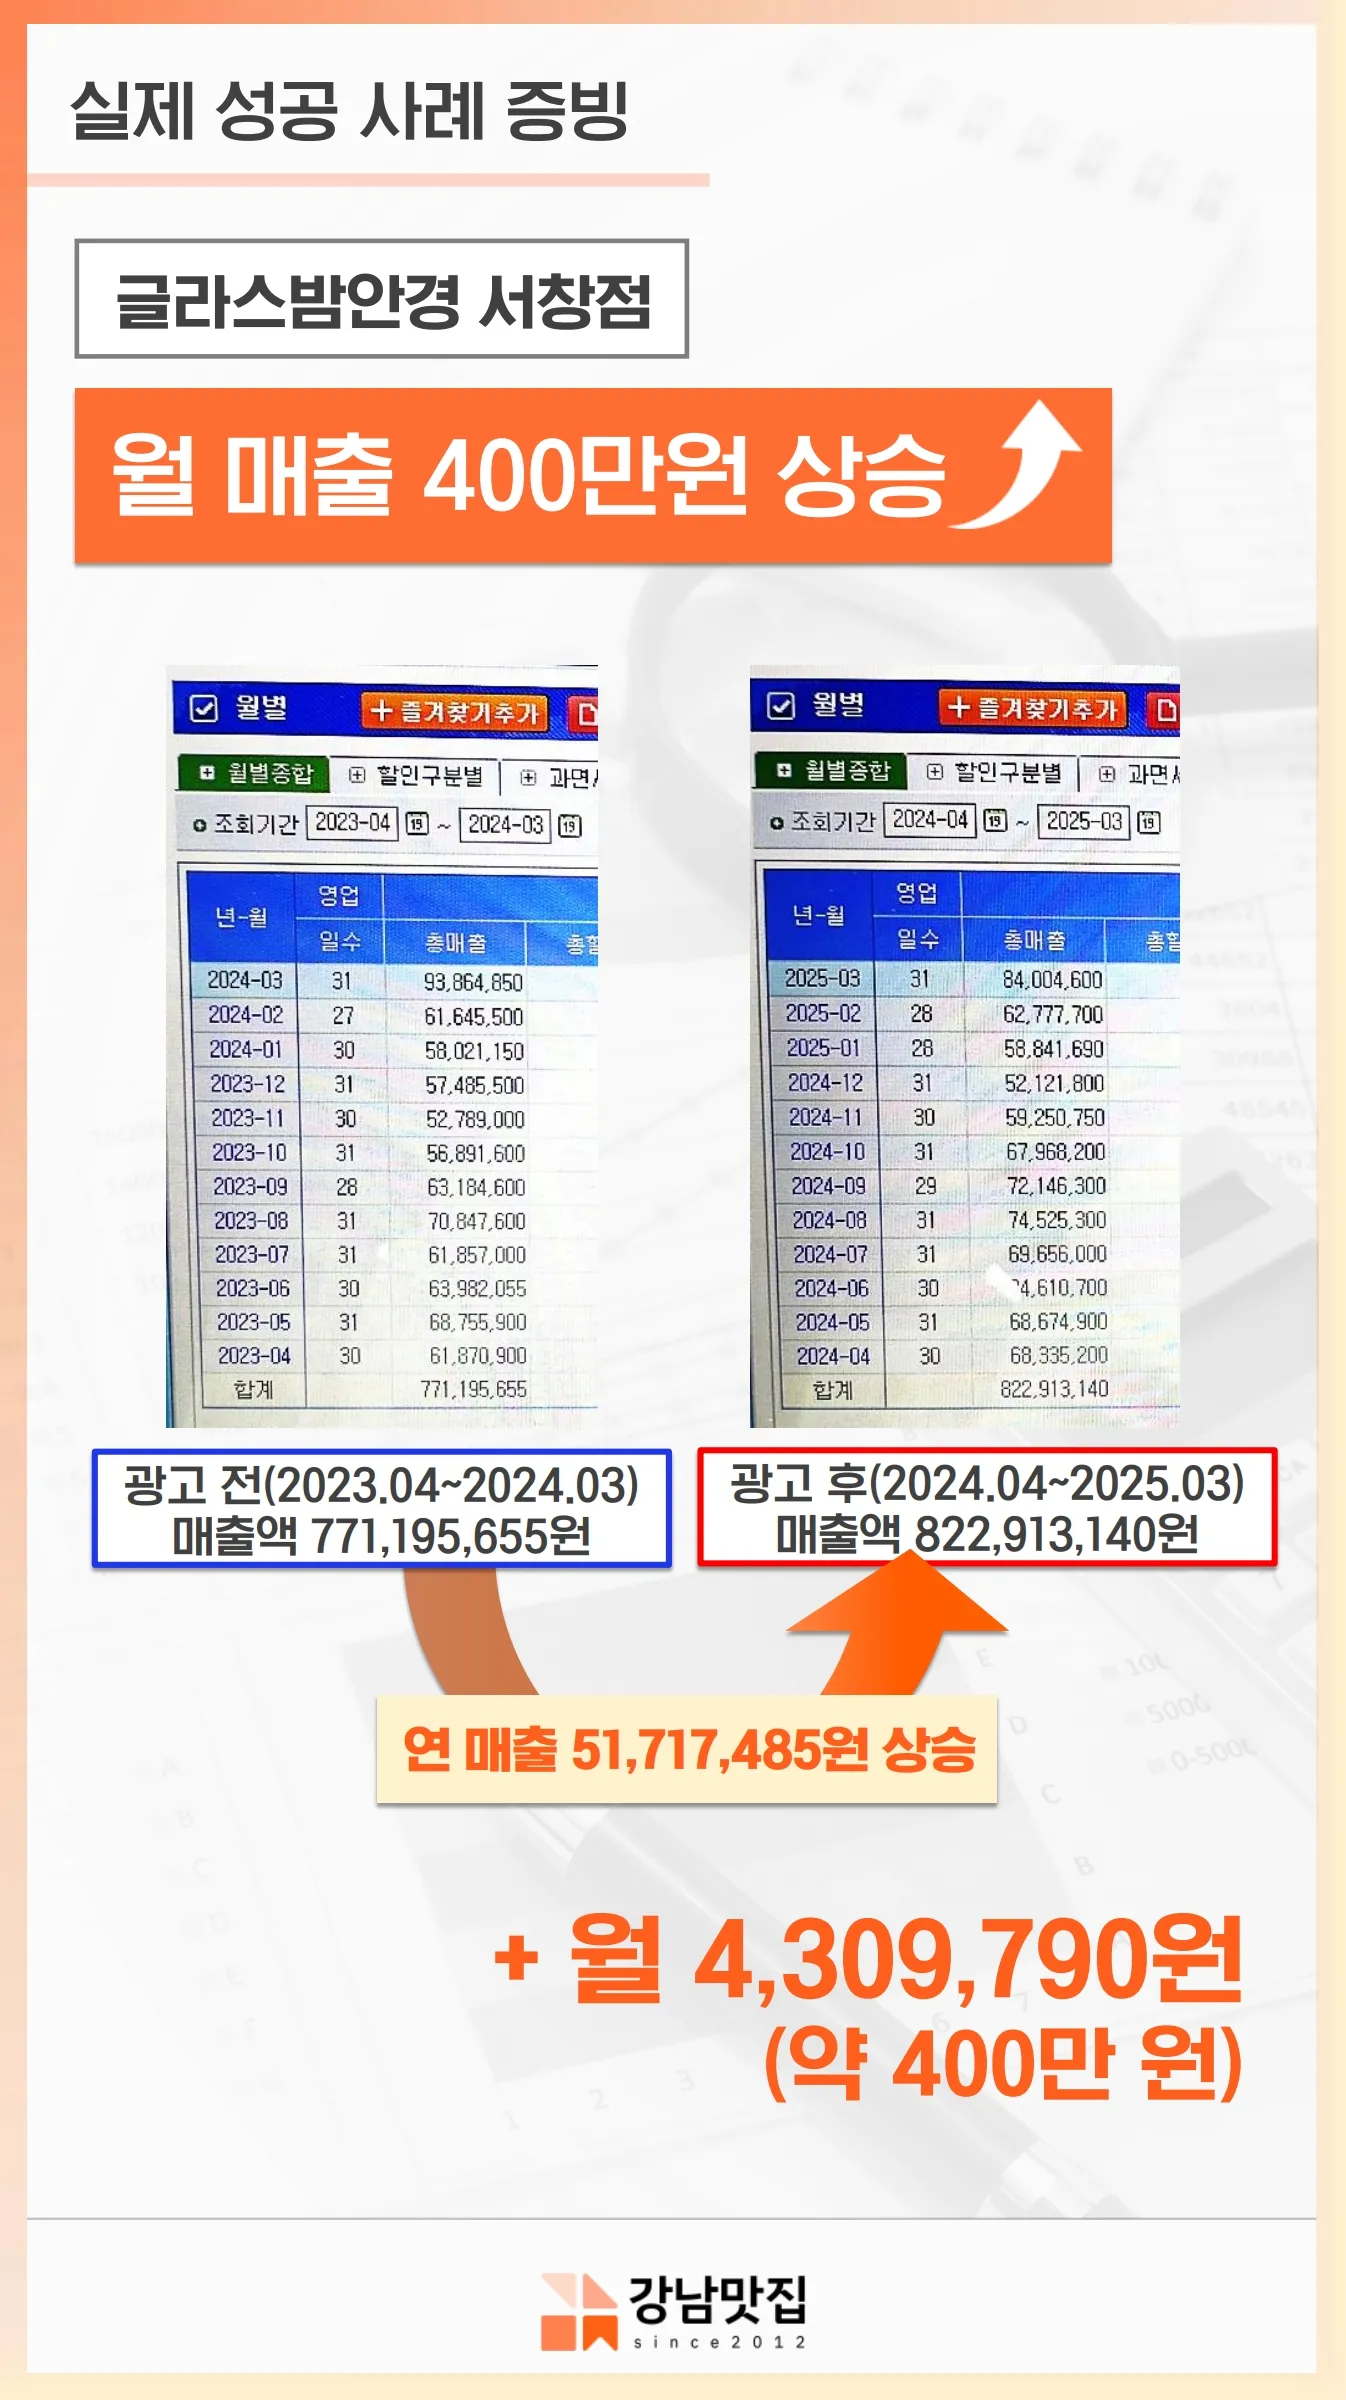 실제 성공 사례 증빙
글라스밤안경 서창점
월 매출 400만원 상승
월별 + 즐겨찾기추가
월별종합 할인구분별 과면
조회기간 2023-04 ~ 2024-03
년-월 영업 일수 총매출 총할
2024-03 31 93,864,850
2024-02 27 61,645,500
2024-01 30 58,021,150
2023-12 31 57,485,500
2023-11 30 52,789,000
2023-10 31 56,891,600
2023-09 28 63,184,600
2023-08 31 70,847,600
2023-07 31 61,857,000
2023-06 30 63,982,055
2023-05 31 68,755,900
2023-04 30 61,870,900
합계 771,195,655
월별 + 즐겨찾기추가
월별종합 할인구분별 과면
조회기간 2024-04 ~ 2025-03
년-월 영업 일수 총매출 총할
2025-03 31 84,004,600
2025-02 28 62,777,700
2025-01 28 58,841,690
2024-12 31 52,121,800
2024-11 30 59,250,750
2024-10 31 67,968,200
2024-09 29 72,146,300
2024-08 31 74,525,300
2024-07 31 69,656,000
2024-06 30 4,610,700
2024-05 31 68,674,900
2024-04 30 68,335,200
합계 822,913,140
광고 전(2023.04~2024.03)
매출액 771,195,655원
광고 후(2024.04~2025.03)
매출액 822,913,140원
연 매출 51,717,485원 상승
+ 월 4,309,790원
(약 400만 원)
강남맛집
since2012